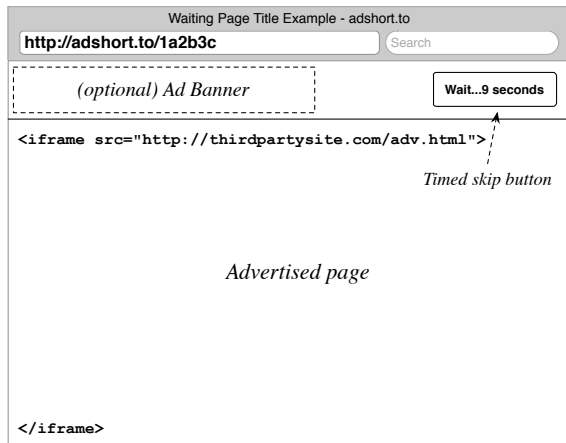 Waiting Page Title Example - adshort.to
http://adshort.to/1a2b3c
Search
(optional) Ad Banner
Wait...9 seconds
<iframe src="http://thirdpartysite.com/adv.html">
Timed skip button
Advertised page
</iframe>